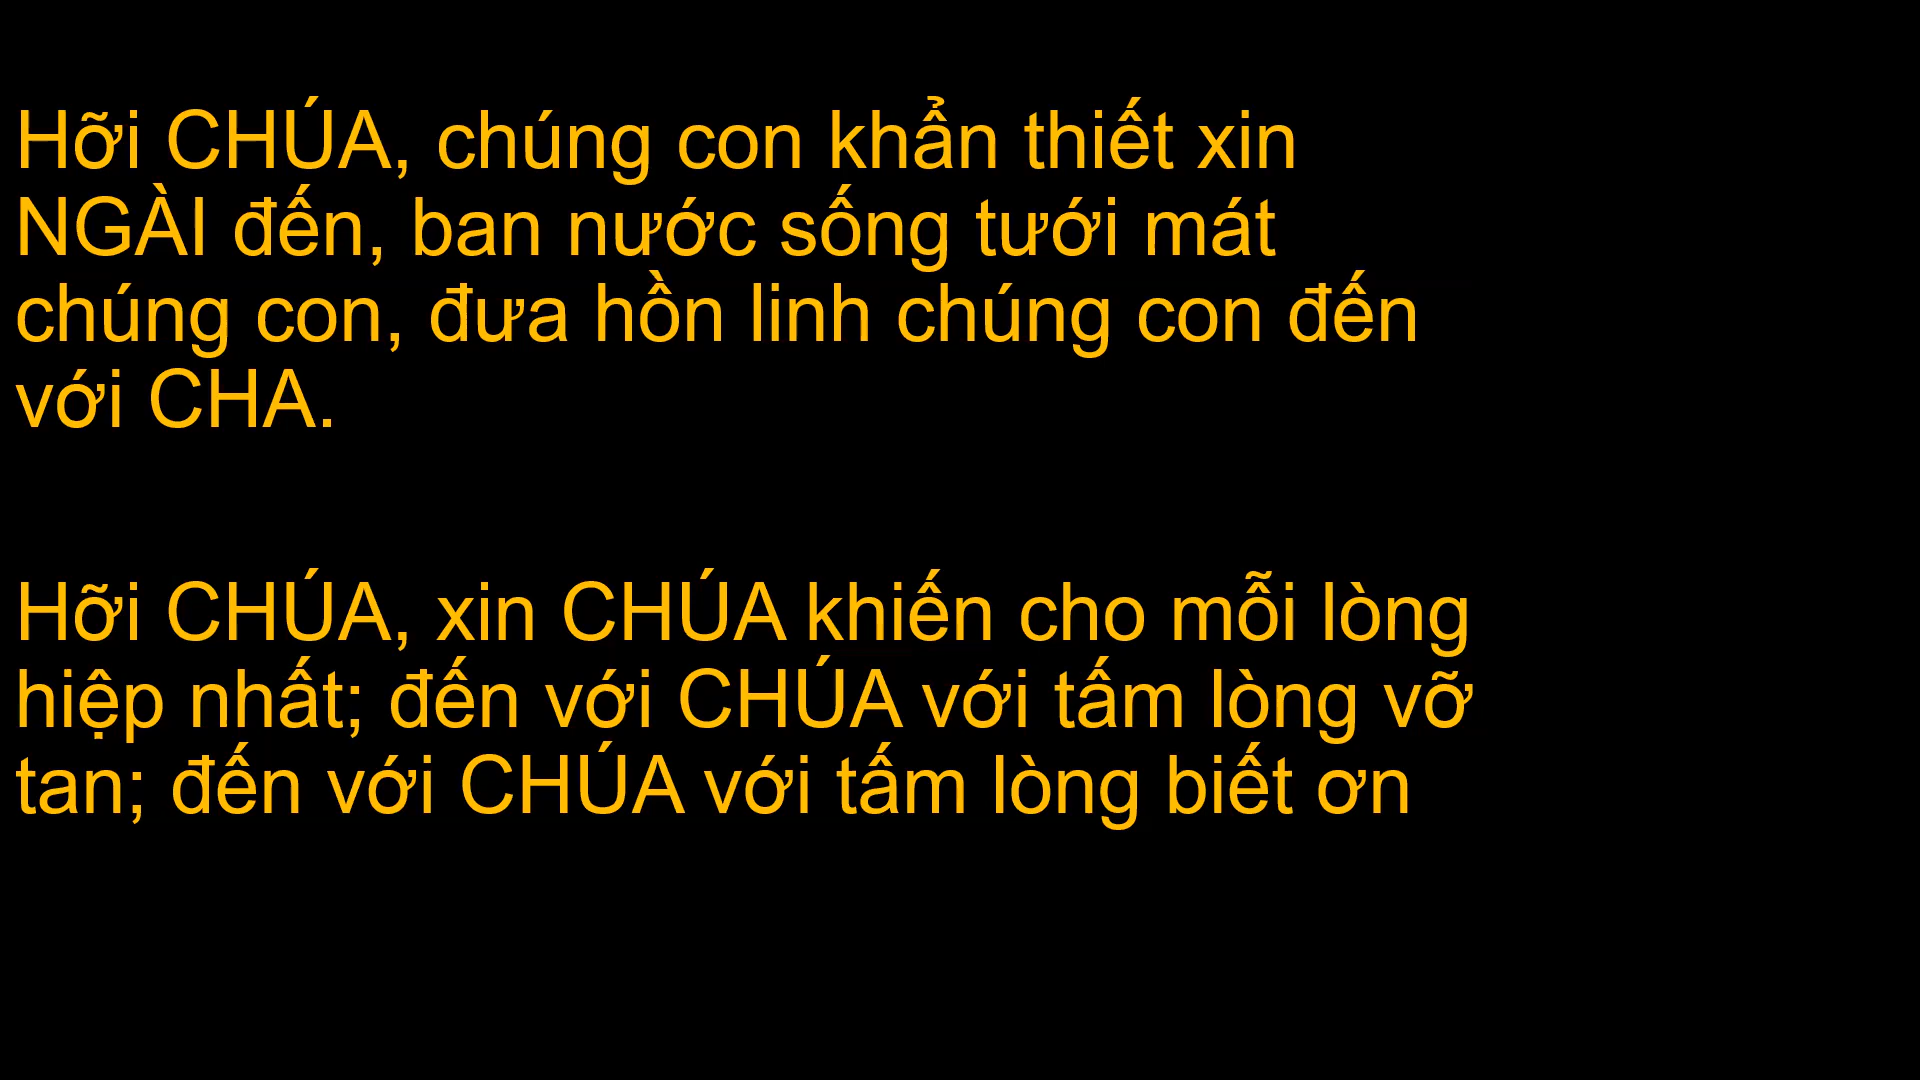 Hỡi CHÚA, chúng con khẩn thiết xin
NGÀI đến, ban nước sống tưới mát
chúng con, đưa hồn linh chúng con đến
với CHA.
Hỡi CHÚA, xin CHÚA khiến cho mỗi lòng
hiệp nhất; đến với CHÚA với tấm lòng vỡ
tan; đến với CHÚA với tấm lòng biết ơn